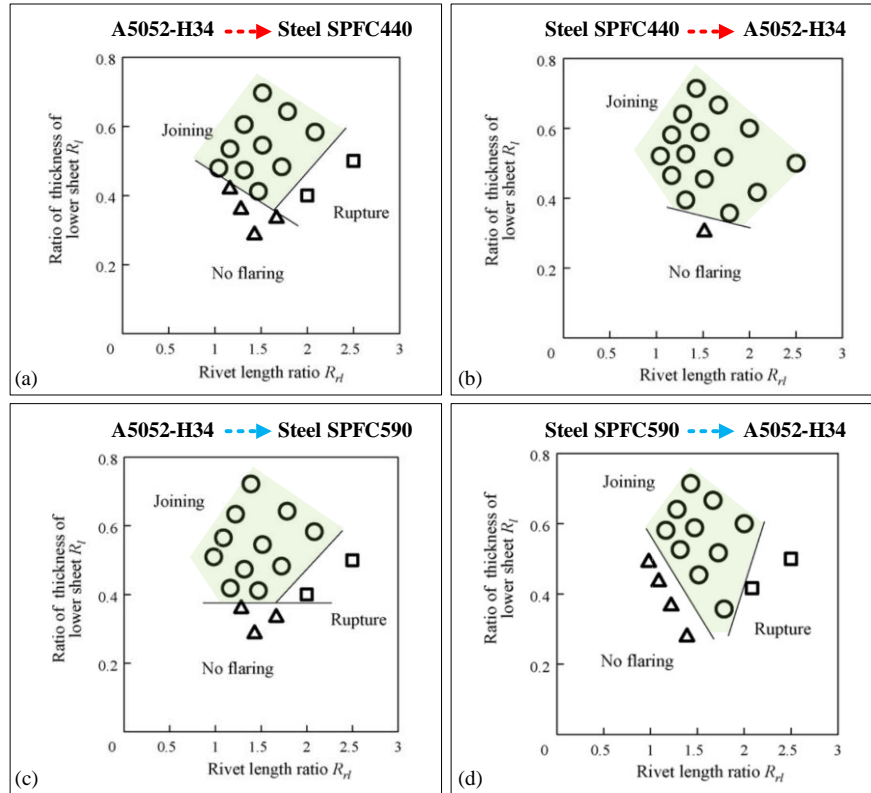 A5052-H34 Steel SPFC440
0.8
0.6
0.4
0.2
0
0.5
1
1.5
2
2.5
3
Ratio of thickness of
lower sheet Rl
Joining
Rupture
No flaring
Rivet length ratio Rrl
(a)
Steel SPFC440 A5052-H34
0.8
0.6
0.4
0.2
0
0.5
1
1.5
2
2.5
3
Ratio of thickness of
lower sheet Rl
Joining
No flaring
Rivet length ratio Rrl
(b)
A5052-H34 Steel SPFC590
0.8
0.6
0.4
0.2
0
0.5
1
1.5
2
2.5
3
Ratio of thickness of
lower sheet Rl
Joining
Rupture
No flaring
Rivet length ratio Rrl
(c)
Steel SPFC590 A5052-H34
0.8
0.6
0.4
0.2
0
0.5
1
1.5
2
2.5
3
Ratio of thickness of
lower sheet Rl
Joining
Rupture
No flaring
Rivet length ratio Rrl
(d)